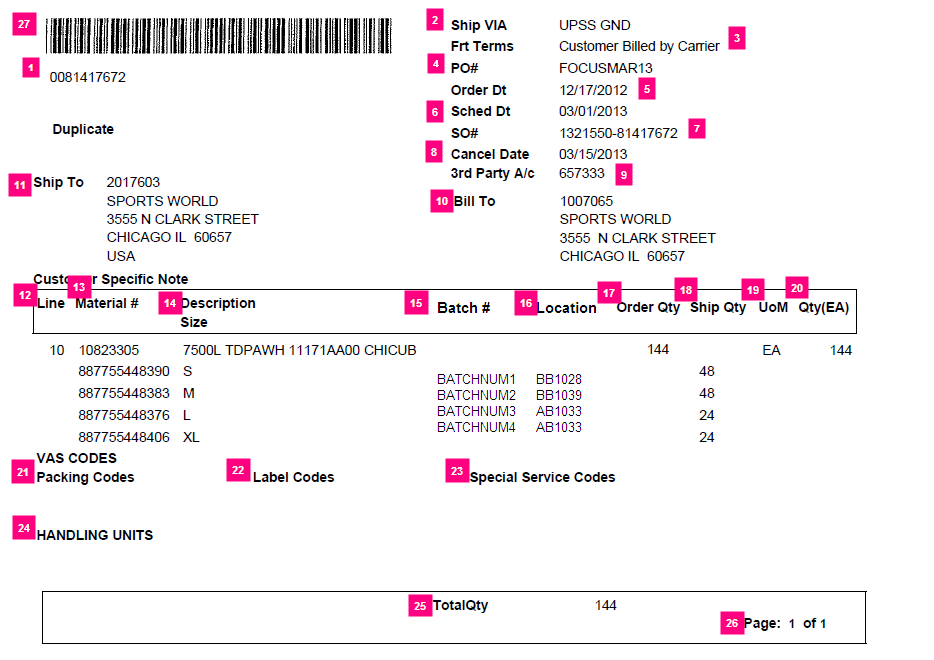 27
1
0081417672
Duplicate
2 Ship VIA UPSS GND
Frt Terms Customer Billed by Carrier 3
4 PO# FOCUSMAR13
Order Dt 12/17/2012 5
6 Sched Dt 03/01/2013
SO# 1321550-81417672 7
8 Cancel Date 03/15/2013
3rd Party A/c 657333 9
11 Ship To 2017603
SPORTS WORLD
3555 N CLARK STREET
CHICAGO IL 60657
USA
10 Bill To 1007065
SPORTS WORLD
3555 N CLARK STREET
CHICAGO IL 60657
Customer Specific Note
12 Line 13 Material # 14 Description 15 Batch # 16 Location 17 Order Qty 18 Ship Qty 19 UoM 20 Qty(EA)
Size
10 10823305 7500L TDPAWH 11171AA00 CHICUB 144 EA 144
887755448390 S BATCHNUM1 BB1028 48
887755448383 M BATCHNUM2 BB1039 48
887755448376 L BATCHNUM3 AB1033 24
887755448406 XL BATCHNUM4 AB1033 24
VAS CODES
21 Packing Codes 22 Label Codes 23 Special Service Codes
24 HANDLING UNITS
25 TotalQty 144
26 Page: 1 of 1